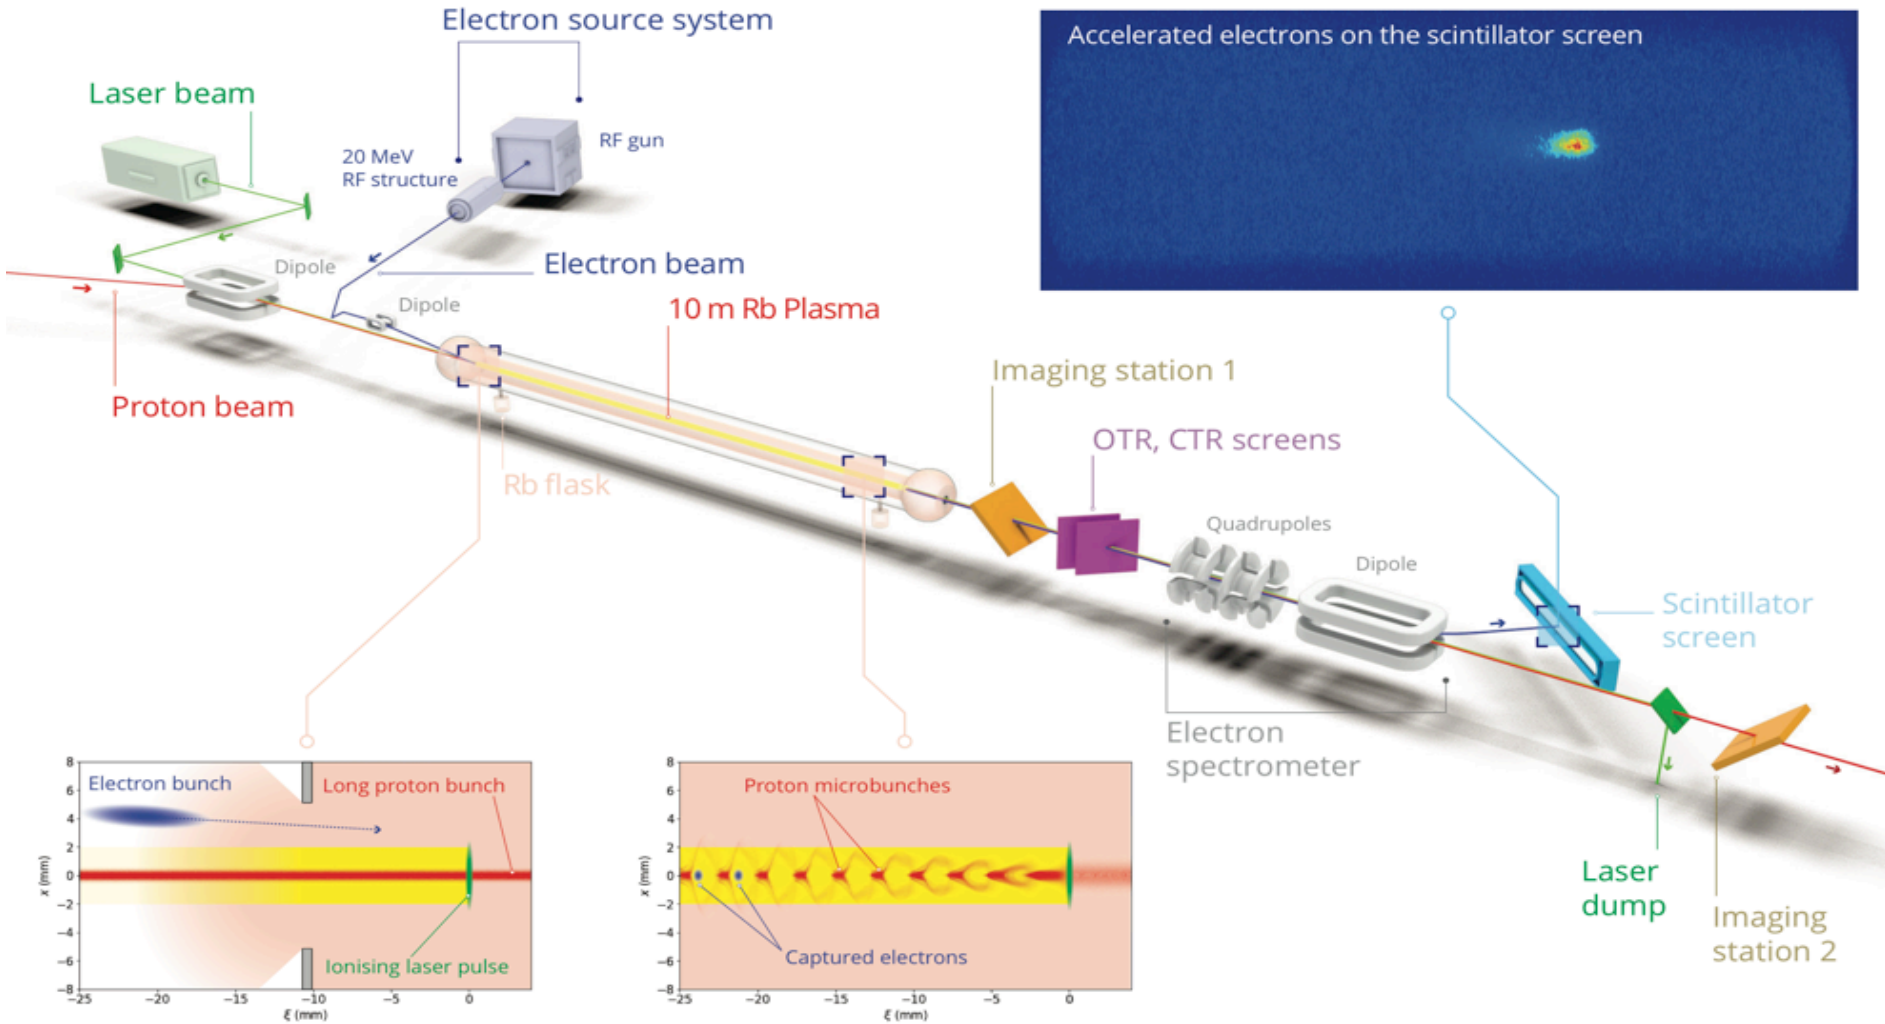 Electron source system
Accelerated electrons on the scintillator screen
Laser beam
RF gun
20 MeV
RF structure
Dipole
Electron beam
Dipole
10 m Rb Plasma
Proton beam
Imaging station 1
OTR, CTR screens
Rb flask
Quadrupoles
Dipole
Scintillator
screen
Electron
spectrometer
Laser
dump
Imaging
station 2
8
6
4
2
0
−2
−4
−6
−8
x (mm)
Electron bunch
Long proton bunch
Ionising laser pulse
−25
−20
−15
−10
−5
0
ξ (mm)
8
6
4
2
0
−2
−4
−6
−8
x (mm)
Proton microbunches
Captured electrons
−25
−20
−15
−10
−5
0
ξ (mm)